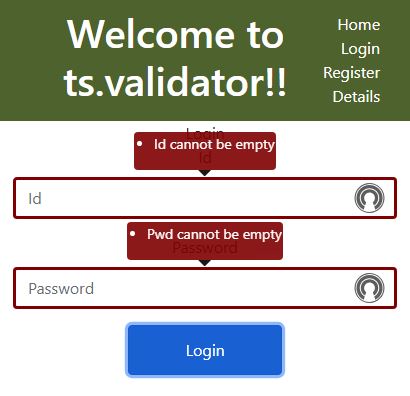 Welcome to
ts.validator!!
Home
Login
Register
Details
Login
Id cannot be empty
Id
Id
Pwd cannot be empty
Password
Password
Login